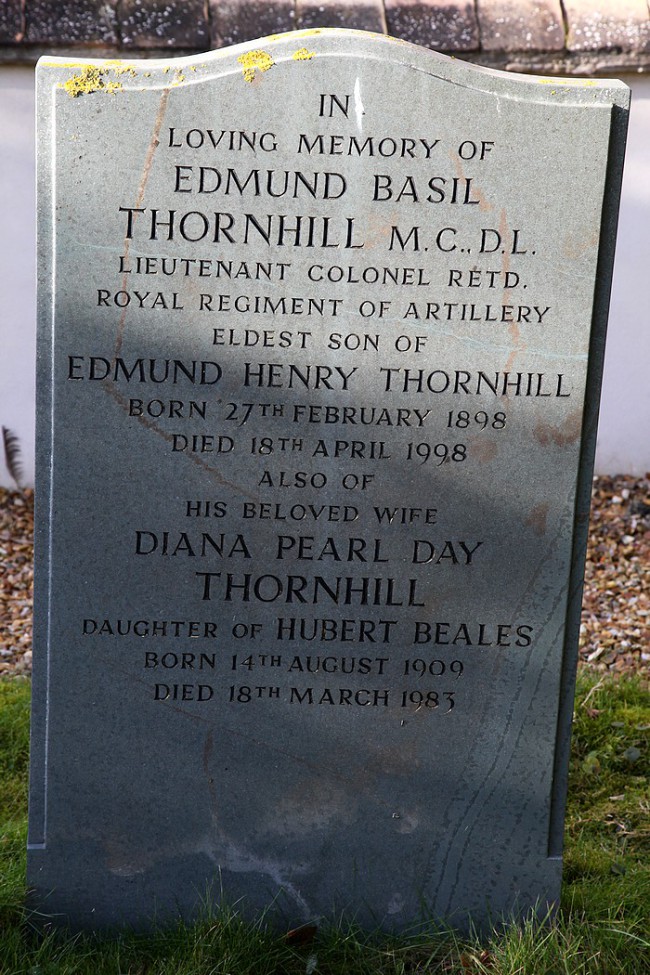 IN
LOVING MEMORY OF
EDMUND BASIL
THORNHILL M.C., D.L.
LIEUTENANT COLONEL RETD.
ROYAL REGIMENT OF ARTILLERY
ELDEST SON OF
EDMUND HENRY THORNHILL
BORN 27TH FEBRUARY 1898
DIED 18TH APRIL 1998
ALSO OF
HIS BELOVED WIFE
DIANA PEARL DAY
THORNHILL
DAUGHTER OF HUBERT BEALES
BORN 14TH AUGUST 1909
DIED 18TH MARCH 1983